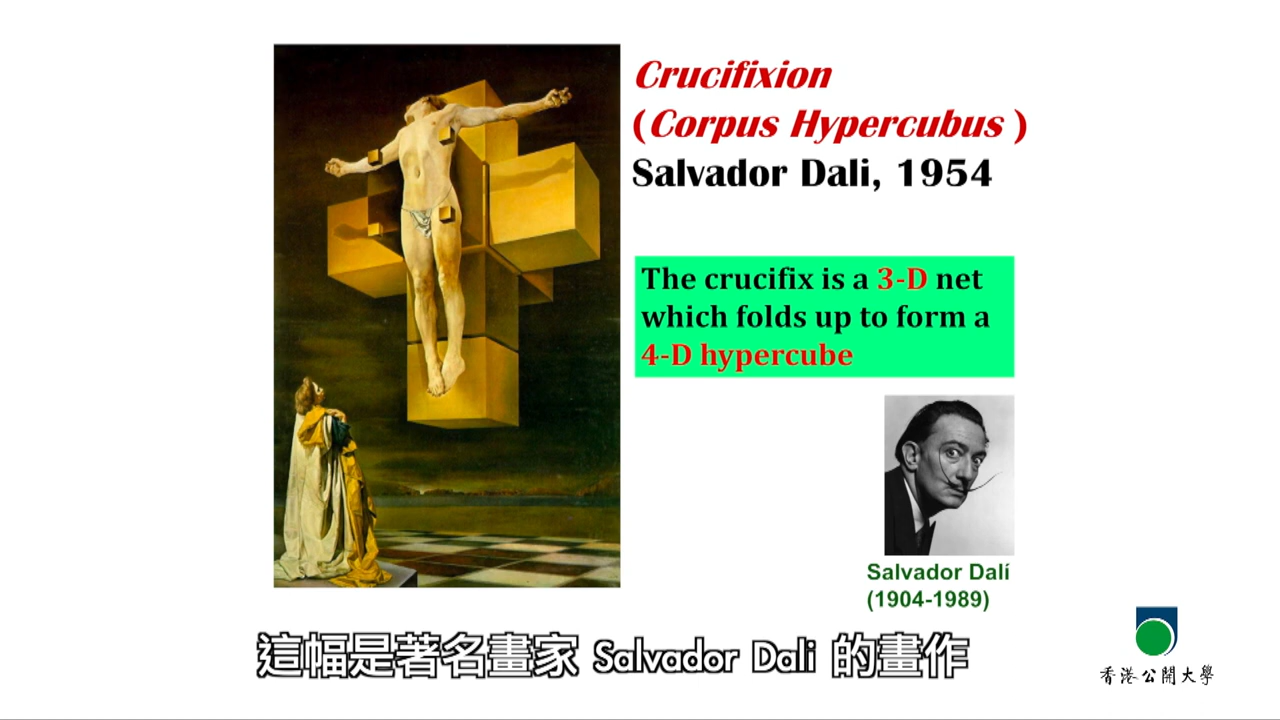 Crucifixion
(Corpus Hypercubus )
Salvador Dali, 1954
The crucifix is a 3-D net
which folds up to form a
4-D hypercube
Salvador Dalí
(1904-1989)
這幅是著名畫家 Salvador Dali 的畫作
香港公開大學